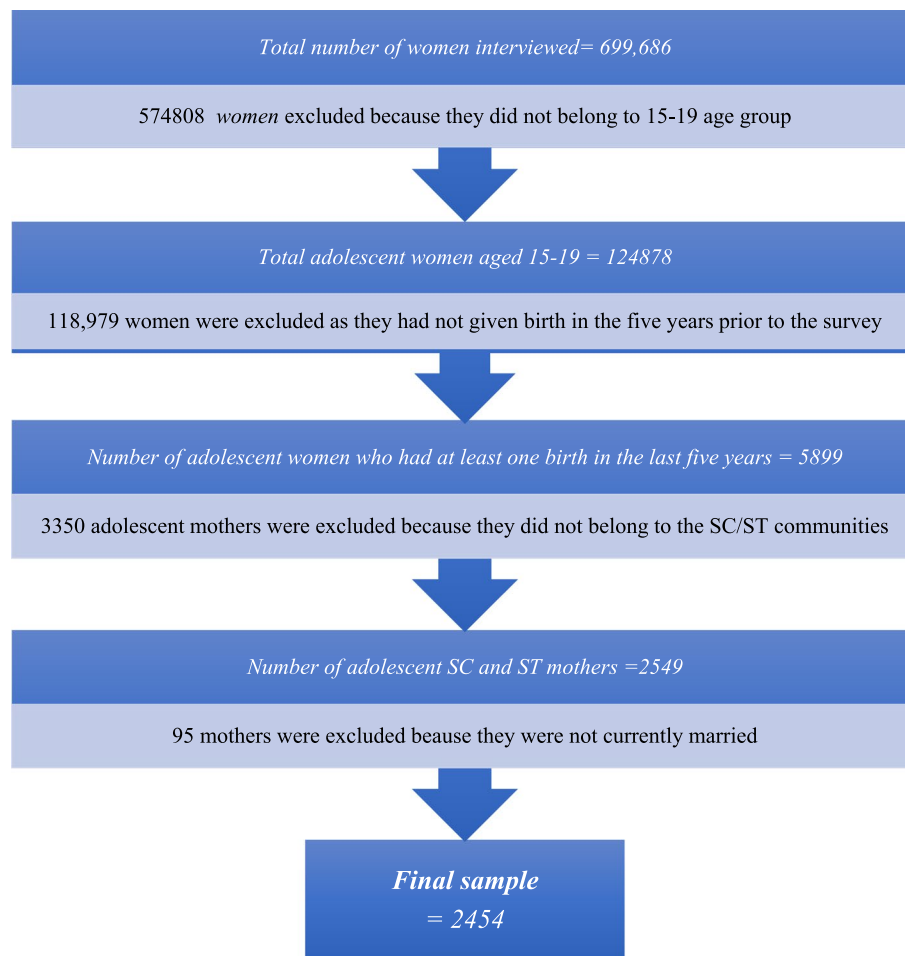 Total number of women interviewed= 699,686
574808 women excluded because they did not belong to 15-19 age group
Total adolescent women aged 15-19 = 124878
118,979 women were excluded as they had not given birth in the five years prior to the survey
Number of adolescent women who had at least one birth in the last five years = 5899
3350 adolescent mothers were excluded because they did not belong to the SC/ST communities
Number of adolescent SC and ST mothers =2549
95 mothers were excluded beause they were not currently married
Final sample
= 2454